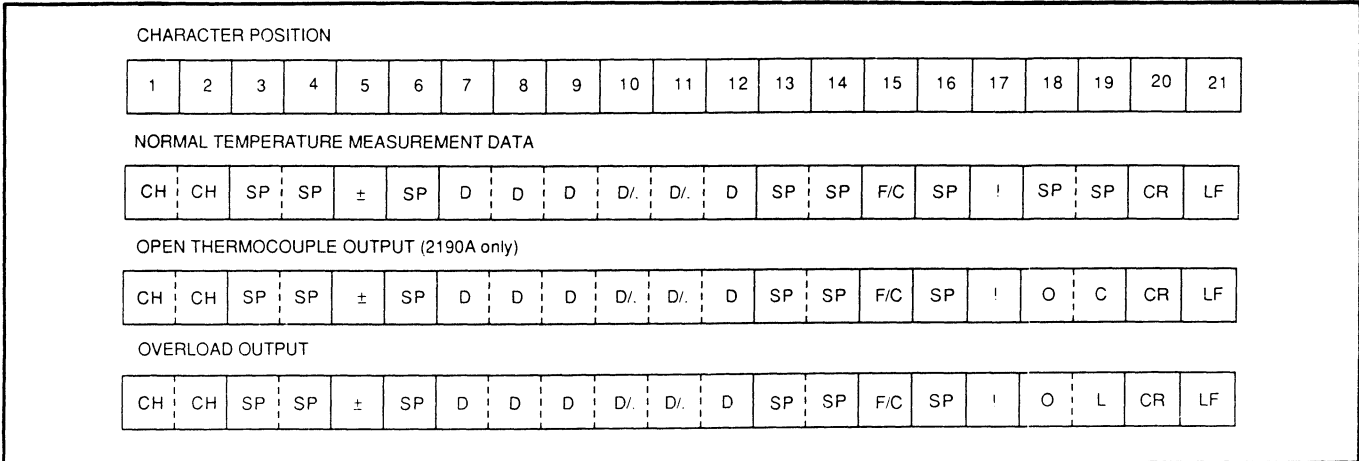 CHARACTER POSITION
1 2 3 4 5 6 7 8 9 10 11 12 13 14 15 16 17 18 19 20 21
NORMAL TEMPERATURE MEASUREMENT DATA
CH CH SP SP ± SP D D D D/. D/. D SP SP F/C SP ! SP SP CR LF
OPEN THERMOCOUPLE OUTPUT (2190A only)
CH CH SP SP ± SP D D D D/. D/. D SP SP F/C SP ! O C CR LF
OVERLOAD OUTPUT
CH CH SP SP ± SP D D D D/. D/. D SP SP F/C SP ! O L CR LF